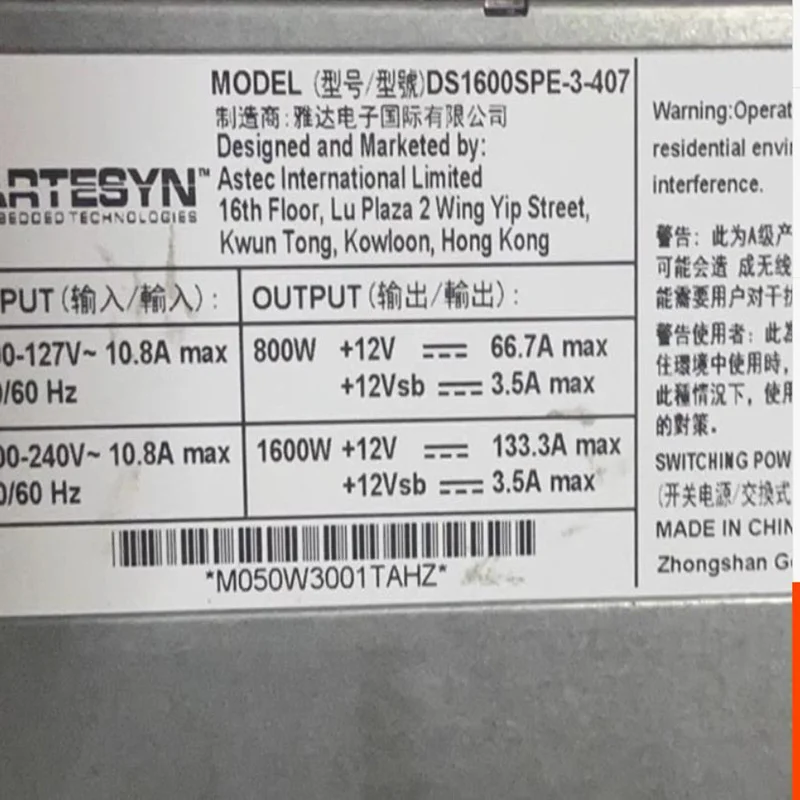 MODEL (型号/型號)DS1600SPE-3-407
制造商:雅达电子国际有限公司
Designed and Marketed by:
ARTESYN™ Astec International Limited
BEDDED TECHNOLOGIES 16th Floor, Lu Plaza 2 Wing Yip Street,
Kwun Tong, Kowloon, Hong Kong
PUT (输入/輸入) : OUTPUT (输出/輸出) :
0-127V~ 10.8A max 800W +12V 66.7A max
/60 Hz +12Vsb 3.5A max
00-240V~ 10.8A max 1600W +12V 133.3A max
0/60 Hz +12Vsb 3.5A max
*M050W3001TAHZ*
Warning:Operat
residential envi
interference.
警告: 此为A级产
可能会造 成无线
能需要用户对干
警告使用者: 此
住環境中使用時,
此種情況下, 使用
的對策。
SWITCHING POW
(开关电源/交換式
MADE IN CHIN
Zhongshan G